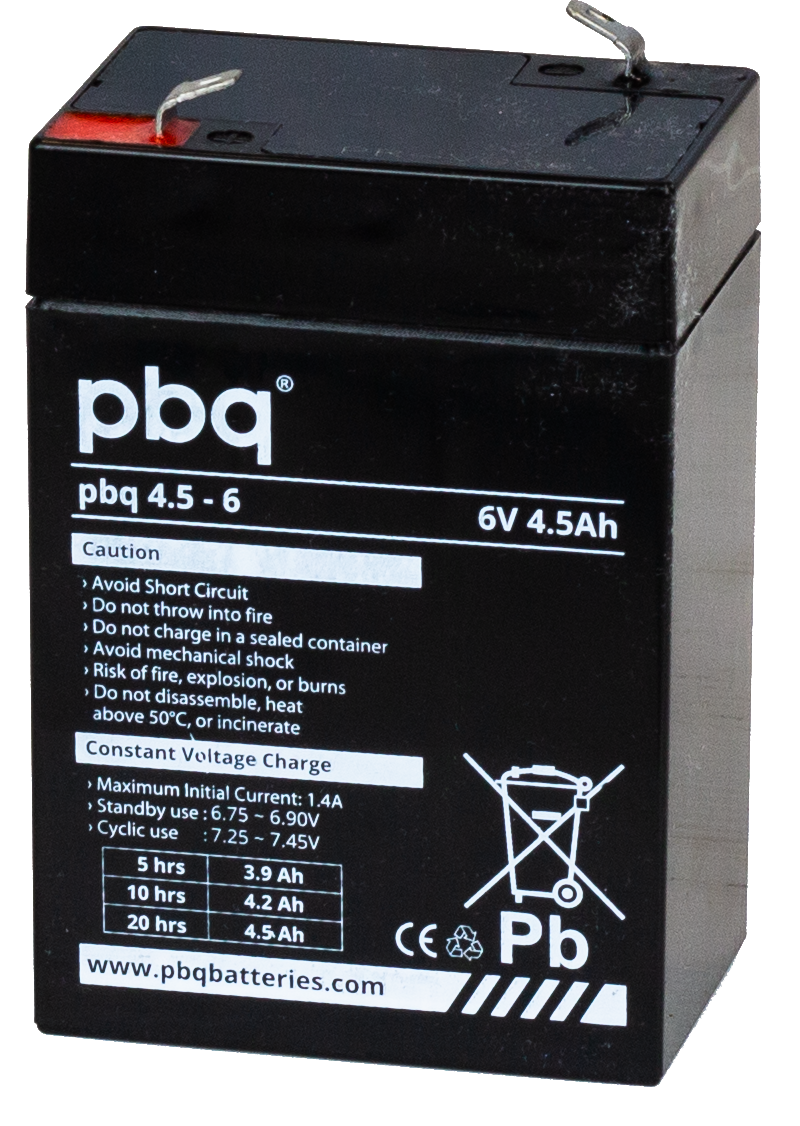 pbq®
pbq 4.5 - 6
6V 4.5Ah
Caution
› Avoid Short Circuit
› Do not throw into fire
› Do not charge in a sealed container
› Avoid mechanical shock
› Risk of fire, explosion, or burns
› Do not disassemble, heat
above 50°C, or incinerate
Constant Voltage Charge
› Maximum Initial Current: 1.4A
› Standby use : 6.75 ~ 6.90V
› Cyclic use : 7.25 ~ 7.45V
5 hrs 3.9 Ah
10 hrs 4.2 Ah
20 hrs 4.5 Ah
CE
Pb
www.pbqbatteries.com